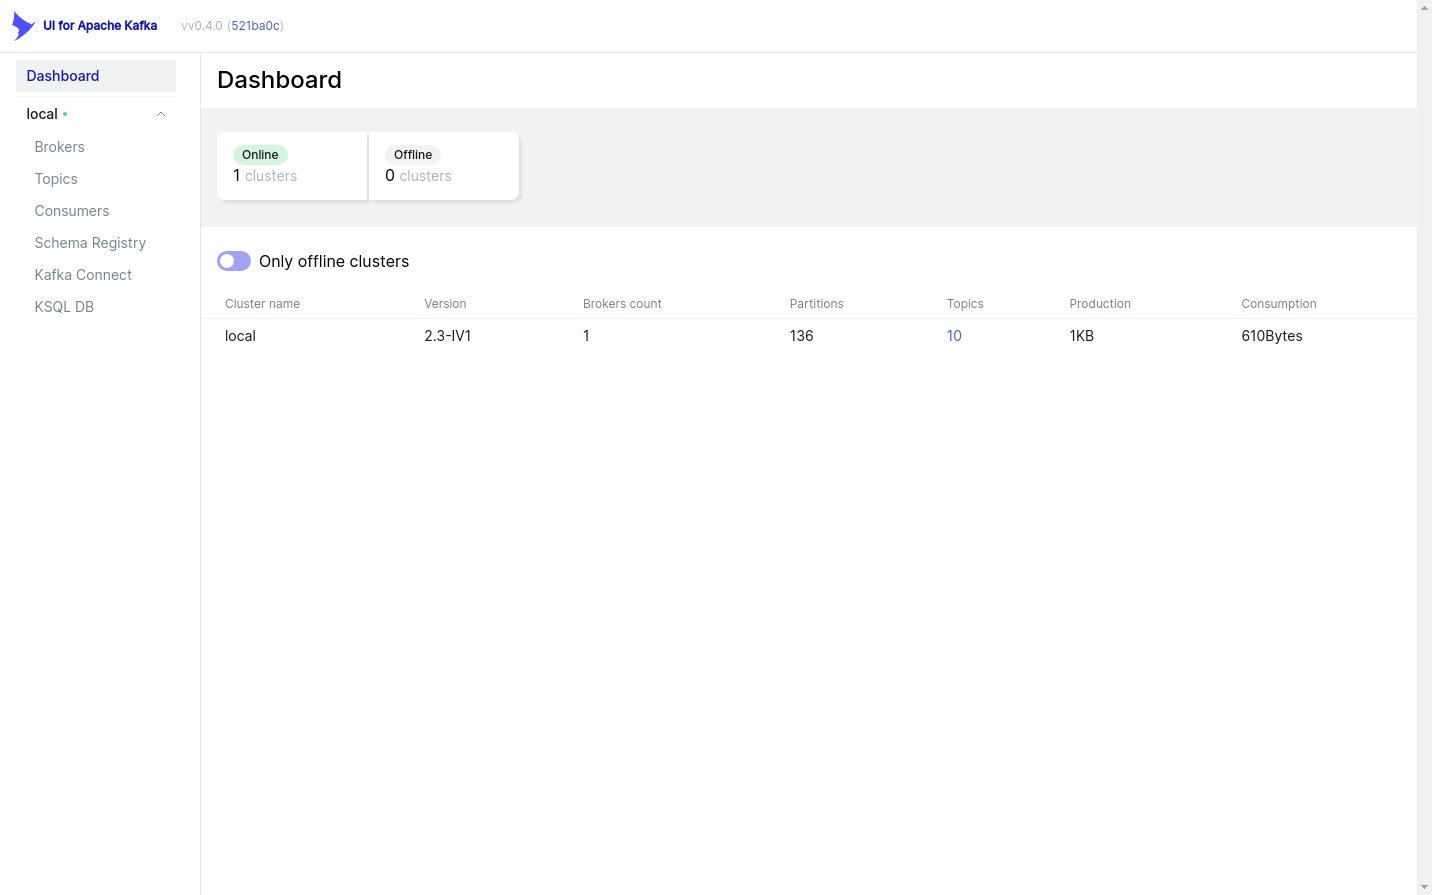 UI for Apache Kafka vv0.4.0 (521ba0c)
Dashboard
local
Brokers
Topics
Consumers
Schema Registry
Kafka Connect
KSQL DB
Dashboard
Online
1 clusters
Offline
0 clusters
Only offline clusters
Cluster name Version Brokers count Partitions Topics Production Consumption
local 2.3-IV1 1 136 10 1KB 610Bytes